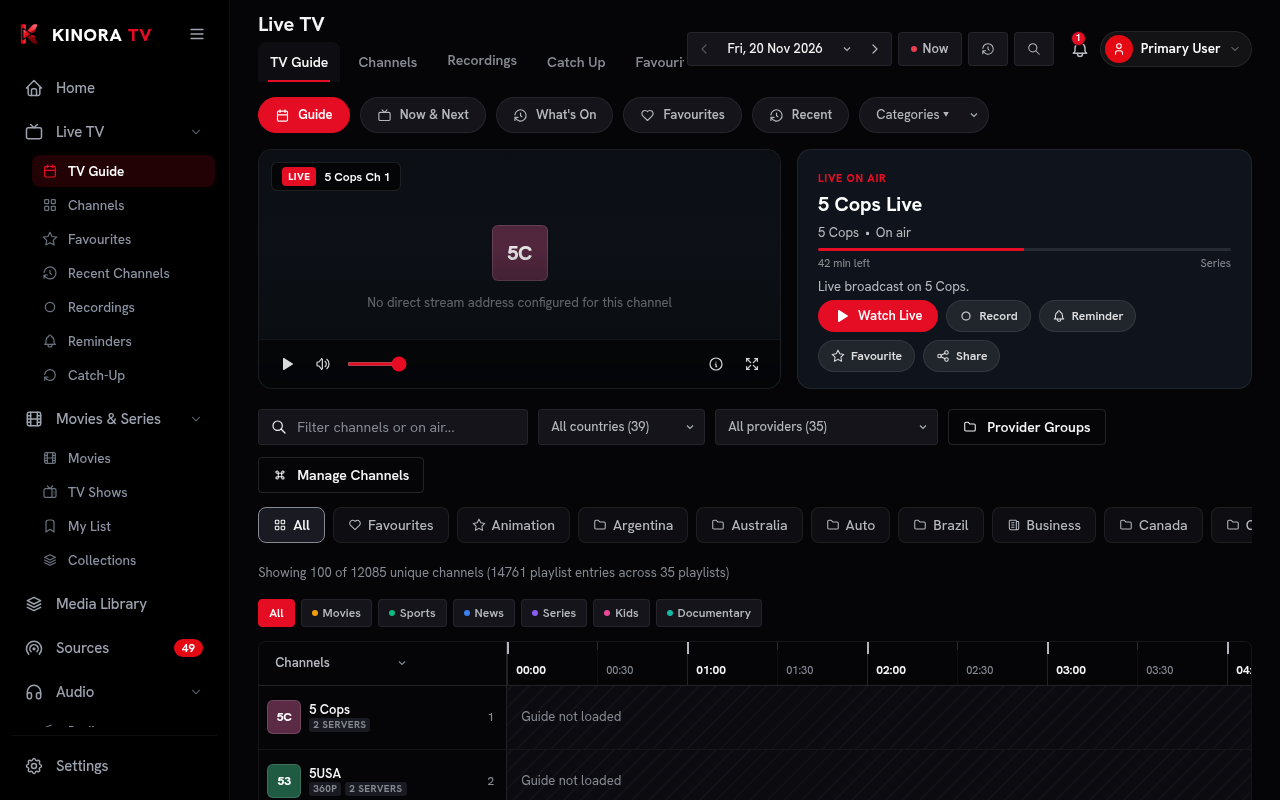 KINORA TV
Home
Live TV
TV Guide
Channels
Favourites
Recent Channels
Recordings
Reminders
Catch-Up
Movies & Series
Movies
TV Shows
My List
Collections
Media Library
Sources
49
Audio
Settings
Live TV
TV Guide
Channels
Recordings
Catch Up
Favouri
Fri, 20 Nov 2026
Now
1
Primary User
Guide
Now & Next
What's On
Favourites
Recent
Categories ▾
LIVE
5 Cops Ch 1
5C
No direct stream address configured for this channel
LIVE ON AIR
5 Cops Live
5 Cops • On air
42 min left
Series
Live broadcast on 5 Cops.
Watch Live
Record
Reminder
Favourite
Share
Filter channels or on air...
All countries (39)
All providers (35)
Provider Groups
Manage Channels
All
Favourites
Animation
Argentina
Australia
Auto
Brazil
Business
Canada
Showing 100 of 12085 unique channels (14761 playlist entries across 35 playlists)
All
Movies
Sports
News
Series
Kids
Documentary
Channels
00:00
00:30
01:00
01:30
02:00
02:30
03:00
03:30
04:
5C
5 Cops
2 SERVERS
1
Guide not loaded
53
5USA
360P
2 SERVERS
2
Guide not loaded